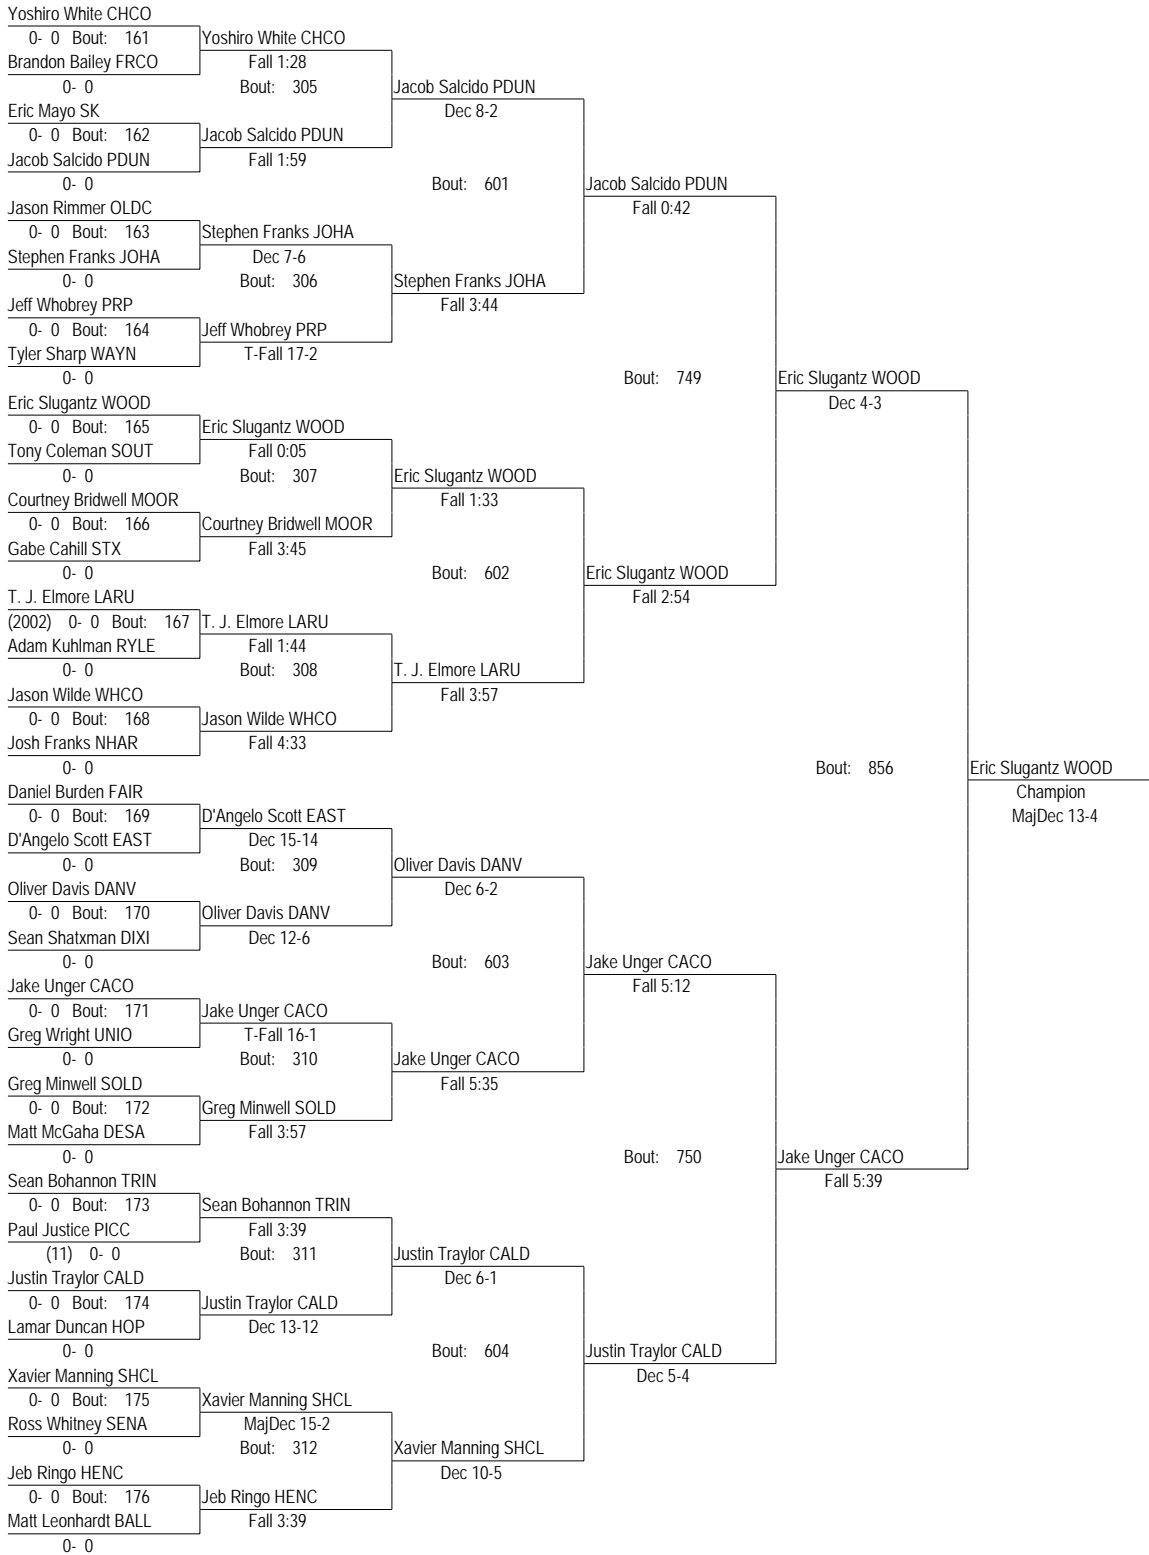 Yoshiro White CHCO
0- 0 Bout: 161 Yoshiro White CHCO
Brandon Bailey FRCO Fall 1:28
0- 0 Bout: 305 Jacob Salcido PDUN
Eric Mayo SK Dec 8-2
0- 0 Bout: 162 Jacob Salcido PDUN
Jacob Salcido PDUN Fall 1:59
0- 0 Bout: 601 Jacob Salcido PDUN
Jason Rimmer OLDC Fall 0:42
0- 0 Bout: 163 Stephen Franks JOHA
Stephen Franks JOHA Dec 7-6
0- 0 Bout: 306 Stephen Franks JOHA
Jeff Whobrey PRP Fall 3:44
0- 0 Bout: 164 Jeff Whobrey PRP
Tyler Sharp WAYN T-Fall 17-2
0- 0 Bout: 749 Eric Slugantz WOOD
Eric Slugantz WOOD Dec 4-3
0- 0 Bout: 165 Eric Slugantz WOOD
Tony Coleman SOUT Fall 0:05
0- 0 Bout: 307 Eric Slugantz WOOD
Courtney Bridwell MOOR Fall 1:33
0- 0 Bout: 166 Courtney Bridwell MOOR
Gabe Cahill STX Fall 3:45
0- 0 Bout: 602 Eric Slugantz WOOD
T. J. Elmore LARU Fall 2:54
(2002) 0- 0 Bout: 167 T. J. Elmore LARU
Adam Kuhlman RYLE Fall 1:44
0- 0 Bout: 308 T. J. Elmore LARU
Jason Wilde WHCO Fall 3:57
0- 0 Bout: 168 Jason Wilde WHCO
Josh Franks NHAR Fall 4:33
0- 0 Bout: 856 Eric Slugantz WOOD
Daniel Burden FAIR Champion
0- 0 Bout: 169 D'Angelo Scott EAST MajDec 13-4
D'Angelo Scott EAST Dec 15-14
0- 0 Bout: 309 Oliver Davis DANV
Oliver Davis DANV Dec 6-2
0- 0 Bout: 170 Oliver Davis DANV
Sean Shatxman DIXI Dec 12-6
0- 0 Bout: 603 Jake Unger CACO
Jake Unger CACO Fall 5:12
0- 0 Bout: 171 Jake Unger CACO
Greg Wright UNIO T-Fall 16-1
0- 0 Bout: 310 Jake Unger CACO
Greg Minwell SOLD Fall 5:35
0- 0 Bout: 172 Greg Minwell SOLD
Matt McGaha DESA Fall 3:57
0- 0 Bout: 750 Jake Unger CACO
Sean Bohannon TRIN Fall 5:39
0- 0 Bout: 173 Sean Bohannon TRIN
Paul Justice PICC Fall 3:39
(11) 0- 0 Bout: 311 Justin Traylor CALD
Justin Traylor CALD Dec 6-1
0- 0 Bout: 174 Justin Traylor CALD
Lamar Duncan HOP Dec 13-12
0- 0 Bout: 604 Justin Traylor CALD
Xavier Manning SHCL Dec 5-4
0- 0 Bout: 175 Xavier Manning SHCL
Ross Whitney SENA MajDec 15-2
0- 0 Bout: 312 Xavier Manning SHCL
Jeb Ringo HENC Dec 10-5
0- 0 Bout: 176 Jeb Ringo HENC
Matt Leonhardt BALL Fall 3:39
0- 0